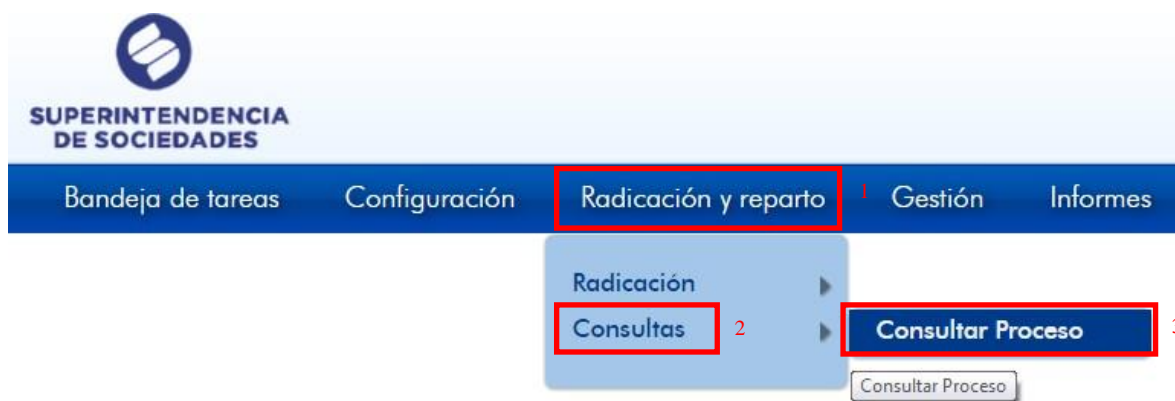 SUPERINTENDENCIA
DE SOCIEDADES
Bandeja de tareas Configuración Radicación y reparto 1 Gestión Informes
Radicación
Consultas 2 Consultar Proceso 3
Consultar Proceso